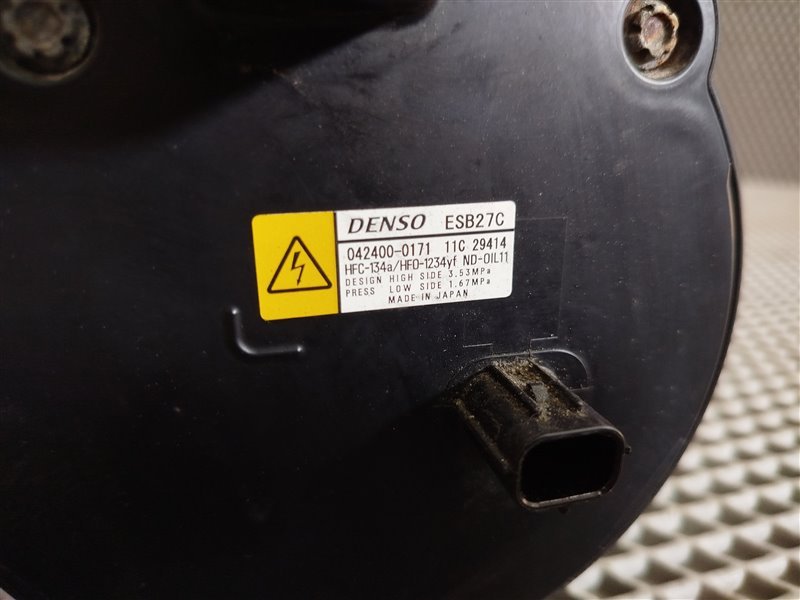 DENSO ESB27C
042400-0171 11C 29414
HFC-134a/HFO-1234yf ND-OIL11
DESIGN HIGH SIDE 3.53MPa
PRESS LOW SIDE 1.67MPa
MADE IN JAPAN